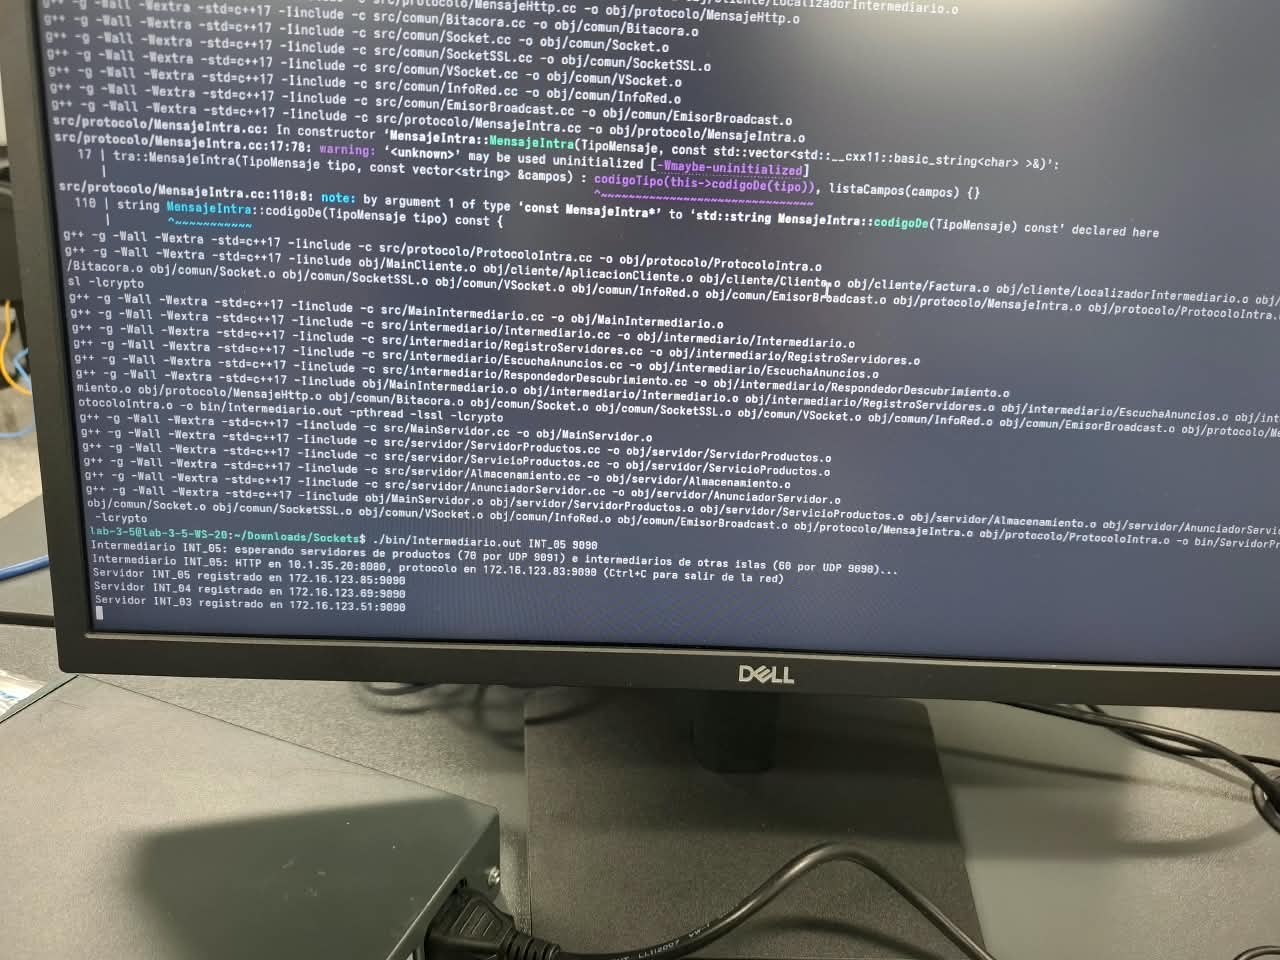 g++ -g -Wall -Wextra -std=c++17 -Iinclude -c src/protocolo/MensajeHttp.cc -o obj/protocolo/MensajeHttp.o
g++ -g -Wall -Wextra -std=c++17 -Iinclude -c src/comun/Bitacora.cc -o obj/comun/Bitacora.o
g++ -g -Wall -Wextra -std=c++17 -Iinclude -c src/comun/Socket.cc -o obj/comun/Socket.o
g++ -g -Wall -Wextra -std=c++17 -Iinclude -c src/comun/SocketSSL.cc -o obj/comun/SocketSSL.o
g++ -g -Wall -Wextra -std=c++17 -Iinclude -c src/comun/VSocket.cc -o obj/comun/VSocket.o
g++ -g -Wall -Wextra -std=c++17 -Iinclude -c src/comun/InfoRed.cc -o obj/comun/InfoRed.o
g++ -g -Wall -Wextra -std=c++17 -Iinclude -c src/comun/EmisorBroadcast.cc -o obj/comun/EmisorBroadcast.o
g++ -g -Wall -Wextra -std=c++17 -Iinclude -c src/protocolo/MensajeIntra.cc -o obj/protocolo/MensajeIntra.o
src/protocolo/MensajeIntra.cc: In constructor ‘MensajeIntra::MensajeIntra(TipoMensaje, const std::vector<std::__cxx11::basic_string<char> >&)’:
src/protocolo/MensajeIntra.cc:17:78: warning: ‘<unknown>’ may be used uninitialized [-Wmaybe-uninitialized]
17 | tra::MensajeIntra(TipoMensaje tipo, const vector<string> &campos) : codigoTipo(this->codigoDe(tipo)), listaCampos(campos) {}
| ^~~~~~~~~~~~~~~~~~~~~~~~~~~~~~~
src/protocolo/MensajeIntra.cc:110:8: note: by argument 1 of type ‘const MensajeIntra*’ to ‘std::string MensajeIntra::codigoDe(TipoMensaje) const’ declared here
110 | string MensajeIntra::codigoDe(TipoMensaje tipo) const {
| ^~~~~~~~~~~~
g++ -g -Wall -Wextra -std=c++17 -Iinclude -c src/protocolo/ProtocoloIntra.cc -o obj/protocolo/ProtocoloIntra.o
g++ -g -Wall -Wextra -std=c++17 -Iinclude obj/MainCliente.o obj/cliente/AplicacionCliente.o obj/cliente/Cliente.o obj/cliente/Factura.o obj/cliente/LocalizadorIntermediario.o obj/
/Bitacora.o obj/comun/Socket.o obj/comun/SocketSSL.o obj/comun/VSocket.o obj/comun/InfoRed.o obj/comun/EmisorBroadcast.o obj/protocolo/MensajeIntra.o obj/protocolo/ProtocoloIntra.
sl -lcrypto
g++ -g -Wall -Wextra -std=c++17 -Iinclude -c src/MainIntermediario.cc -o obj/MainIntermediario.o
g++ -g -Wall -Wextra -std=c++17 -Iinclude -c src/intermediario/Intermediario.cc -o obj/intermediario/Intermediario.o
g++ -g -Wall -Wextra -std=c++17 -Iinclude -c src/intermediario/RegistroServidores.cc -o obj/intermediario/RegistroServidores.o
g++ -g -Wall -Wextra -std=c++17 -Iinclude -c src/intermediario/EscuchaAnuncios.cc -o obj/intermediario/EscuchaAnuncios.o
g++ -g -Wall -Wextra -std=c++17 -Iinclude -c src/intermediario/RespondedorDescubrimiento.cc -o obj/intermediario/RespondedorDescubrimiento.o
g++ -g -Wall -Wextra -std=c++17 -Iinclude obj/MainIntermediario.o obj/intermediario/Intermediario.o obj/intermediario/RegistroServidores.o obj/intermediario/EscuchaAnuncios.o obj/int
miento.o obj/protocolo/MensajeHttp.o obj/comun/Bitacora.o obj/comun/Socket.o obj/comun/SocketSSL.o obj/comun/VSocket.o obj/comun/InfoRed.o obj/comun/EmisorBroadcast.o obj/protocolo/Me
otocoloIntra.o -o bin/Intermediario.out -pthread -lssl -lcrypto
g++ -g -Wall -Wextra -std=c++17 -Iinclude -c src/MainServidor.cc -o obj/MainServidor.o
g++ -g -Wall -Wextra -std=c++17 -Iinclude -c src/servidor/ServidorProductos.cc -o obj/servidor/ServidorProductos.o
g++ -g -Wall -Wextra -std=c++17 -Iinclude -c src/servidor/ServicioProductos.cc -o obj/servidor/ServicioProductos.o
g++ -g -Wall -Wextra -std=c++17 -Iinclude -c src/servidor/Almacenamiento.cc -o obj/servidor/Almacenamiento.o
g++ -g -Wall -Wextra -std=c++17 -Iinclude -c src/servidor/AnunciadorServidor.cc -o obj/servidor/AnunciadorServidor.o
g++ -g -Wall -Wextra -std=c++17 -Iinclude obj/MainServidor.o obj/servidor/ServidorProductos.o obj/servidor/ServicioProductos.o obj/servidor/Almacenamiento.o obj/servidor/AnunciadorServi
obj/comun/Socket.o obj/comun/SocketSSL.o obj/comun/VSocket.o obj/comun/InfoRed.o obj/comun/EmisorBroadcast.o obj/protocolo/MensajeIntra.o obj/protocolo/ProtocoloIntra.o -o bin/ServidorPr
-lcrypto
lab-3-5@lab-3-5-WS-20:~/Downloads/Sockets$ ./bin/Intermediario.out INT_05 9090
Intermediario INT_05: esperando servidores de productos (70 por UDP 9091) e intermediarios de otras islas (60 por UDP 9090)...
Intermediario INT_05: HTTP en 10.1.35.20:8080, protocolo en 172.16.123.83:9090 (Ctrl+C para salir de la red)
Servidor INT_05 registrado en 172.16.123.85:9090
Servidor INT_04 registrado en 172.16.123.69:9090
Servidor INT_03 registrado en 172.16.123.51:9090
DELL
LL112007 VW-1